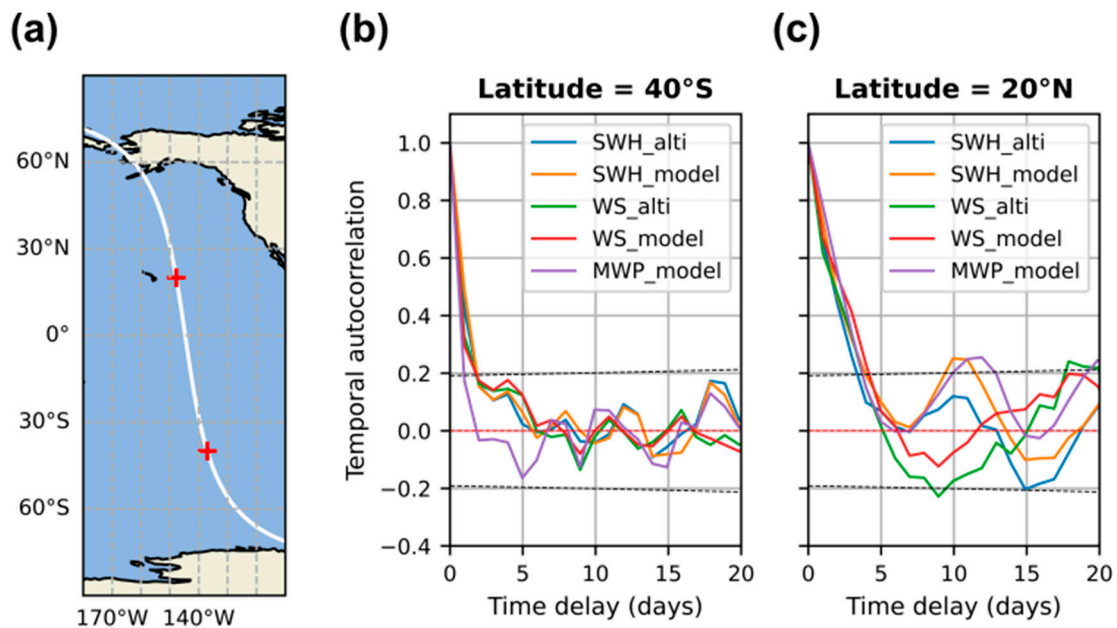 (a)
60°N
30°N
0°
30°S
60°S
170°W 140°W
(b)
Latitude = 40°S
Temporal autocorrelation
1.0
0.8
0.6
0.4
0.2
0.0
−0.2
−0.4
SWH_alti
SWH_model
WS_alti
WS_model
MWP_model
0 5 10 15 20
Time delay (days)
(c)
Latitude = 20°N
SWH_alti
SWH_model
WS_alti
WS_model
MWP_model
0 5 10 15 20
Time delay (days)